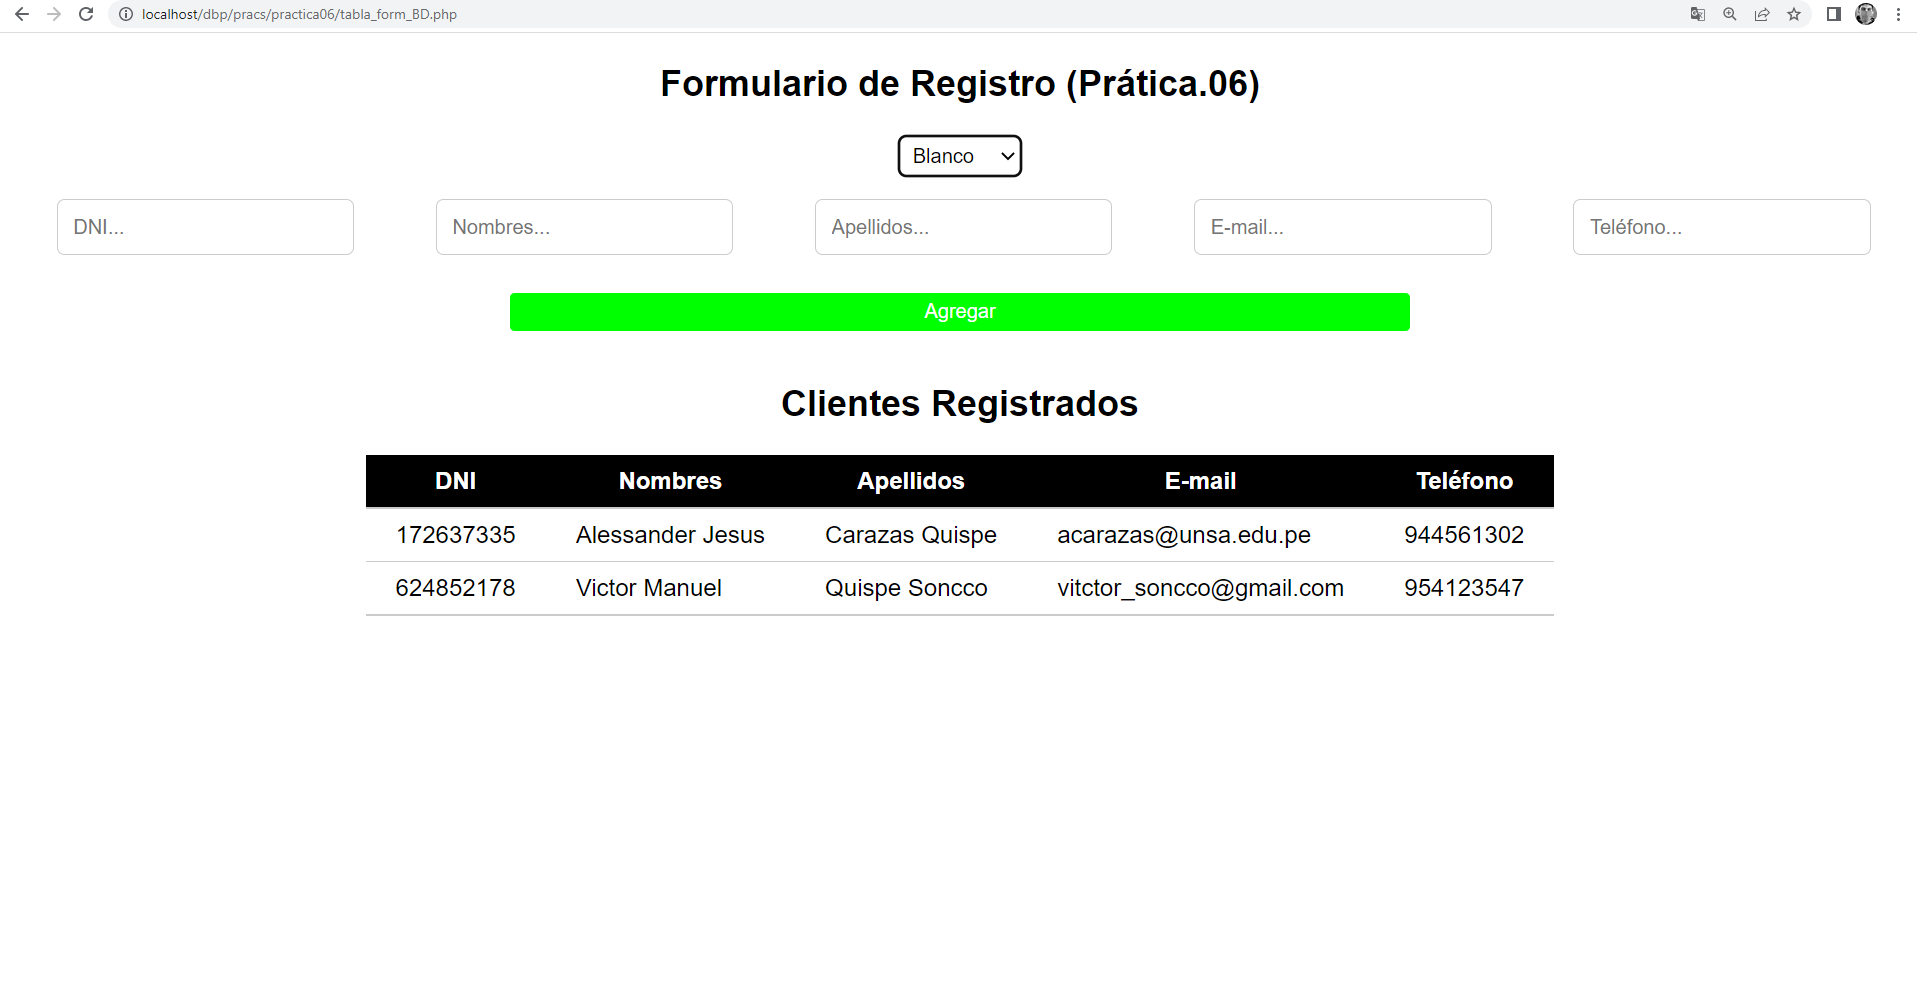 localhost/dbp/pracs/practica06/tabla_form_BD.php
Formulario de Registro (Prática.06)
Blanco
DNI... Nombres... Apellidos... E-mail... Teléfono...
Agregar
Clientes Registrados
DNI Nombres Apellidos E-mail Teléfono
172637335 Alessander Jesus Carazas Quispe acarazas@unsa.edu.pe 944561302
624852178 Victor Manuel Quispe Soncco vitctor_soncco@gmail.com 954123547